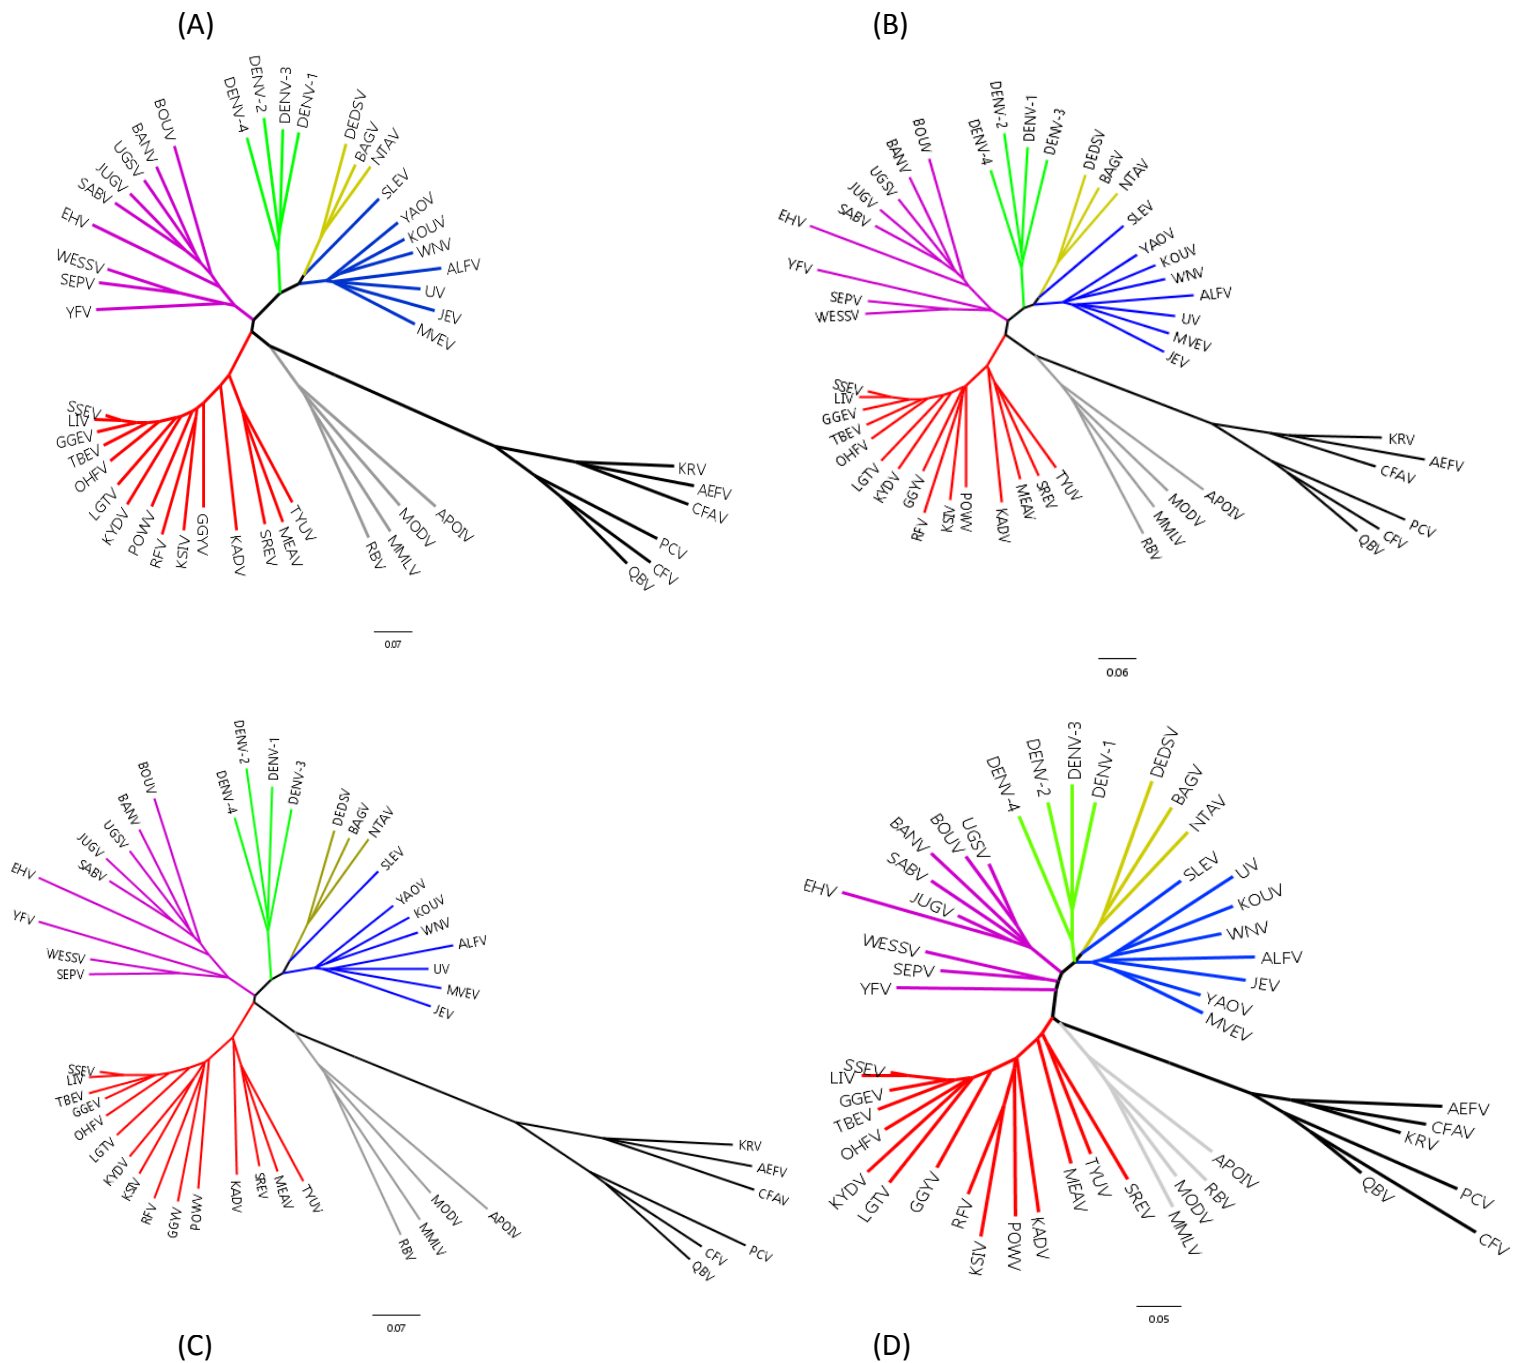 (A)
DENV-4
DENV-2
DENV-3
DENV-1
DEDSV
BAGV
NTAV
SLEV
YAOV
KOUV
WNV
ALFV
UV
JEV
MVEV
BOUV
BANV
UGSV
JUGV
SABV
EHV
WESSV
SEPV
YFV
SSEV
LIV
GGEV
TBEV
OHFV
LGTV
KYDV
POWV
RFV
KSIV
GGYV
KADV
SREV
MEAV
TYUV
RBV
MMLV
MODV
APOIV
KRV
AEFV
CFAV
PCV
CFV
QBV
0.07
(B)
DENV-4
DENV-2
DENV-1
DENV-3
DEDSV
BAGV
NTAV
SLEV
YAOV
KOUV
WNV
ALFV
UV
MVEV
JEV
BOUV
BANV
UGSV
JUGV
SABV
EHV
YFV
SEPV
WESSV
SSEV
LIV
GGEV
TBEV
OHFV
LGTV
KYDV
GGYV
RFV
KSIV
POWV
KADV
MEAV
SREV
TYUV
RBV
MMLV
MODV
APOIV
KRV
AEFV
CFAV
PCV
CFV
QBV
0.06
DENV-4
DENV-2
DENV-1
DENV-3
DEDSV
BAGV
NTAV
SLEV
YAOV
KOUV
WNV
ALFV
UV
MVEV
JEV
BOUV
BANV
UGSV
JUGV
SABV
EHV
YFV
WESSV
SEPV
SSEV
LIV
TBEV
GGEV
OHFV
LGTV
KYDV
KSIV
RFV
GGYV
POWV
KADV
SREV
MEAV
TYUV
RBV
MMLV
MODV
APOIV
KRV
AEFV
CFAV
PCV
CFV
QBV
0.07
(C)
DENV-4
DENV-2
DENV-3
DENV-1
DEDSV
BAGV
NTAV
SLEV
UV
KOUV
WNV
ALFV
JEV
YAOV
MVEV
UGSV
BOUV
BANV
SABV
JUGV
EHV
WESSV
SEPV
YFV
SSEV
LIV
GGEV
TBEV
OHFV
KYDV
LGTV
GGYV
RFV
KSIV
POWV
KADV
MEAV
TYUV
SREV
MMLV
MODV
RBV
APOIV
AEFV
CFAV
KRV
PCV
CFV
QBV
0.05
(D)